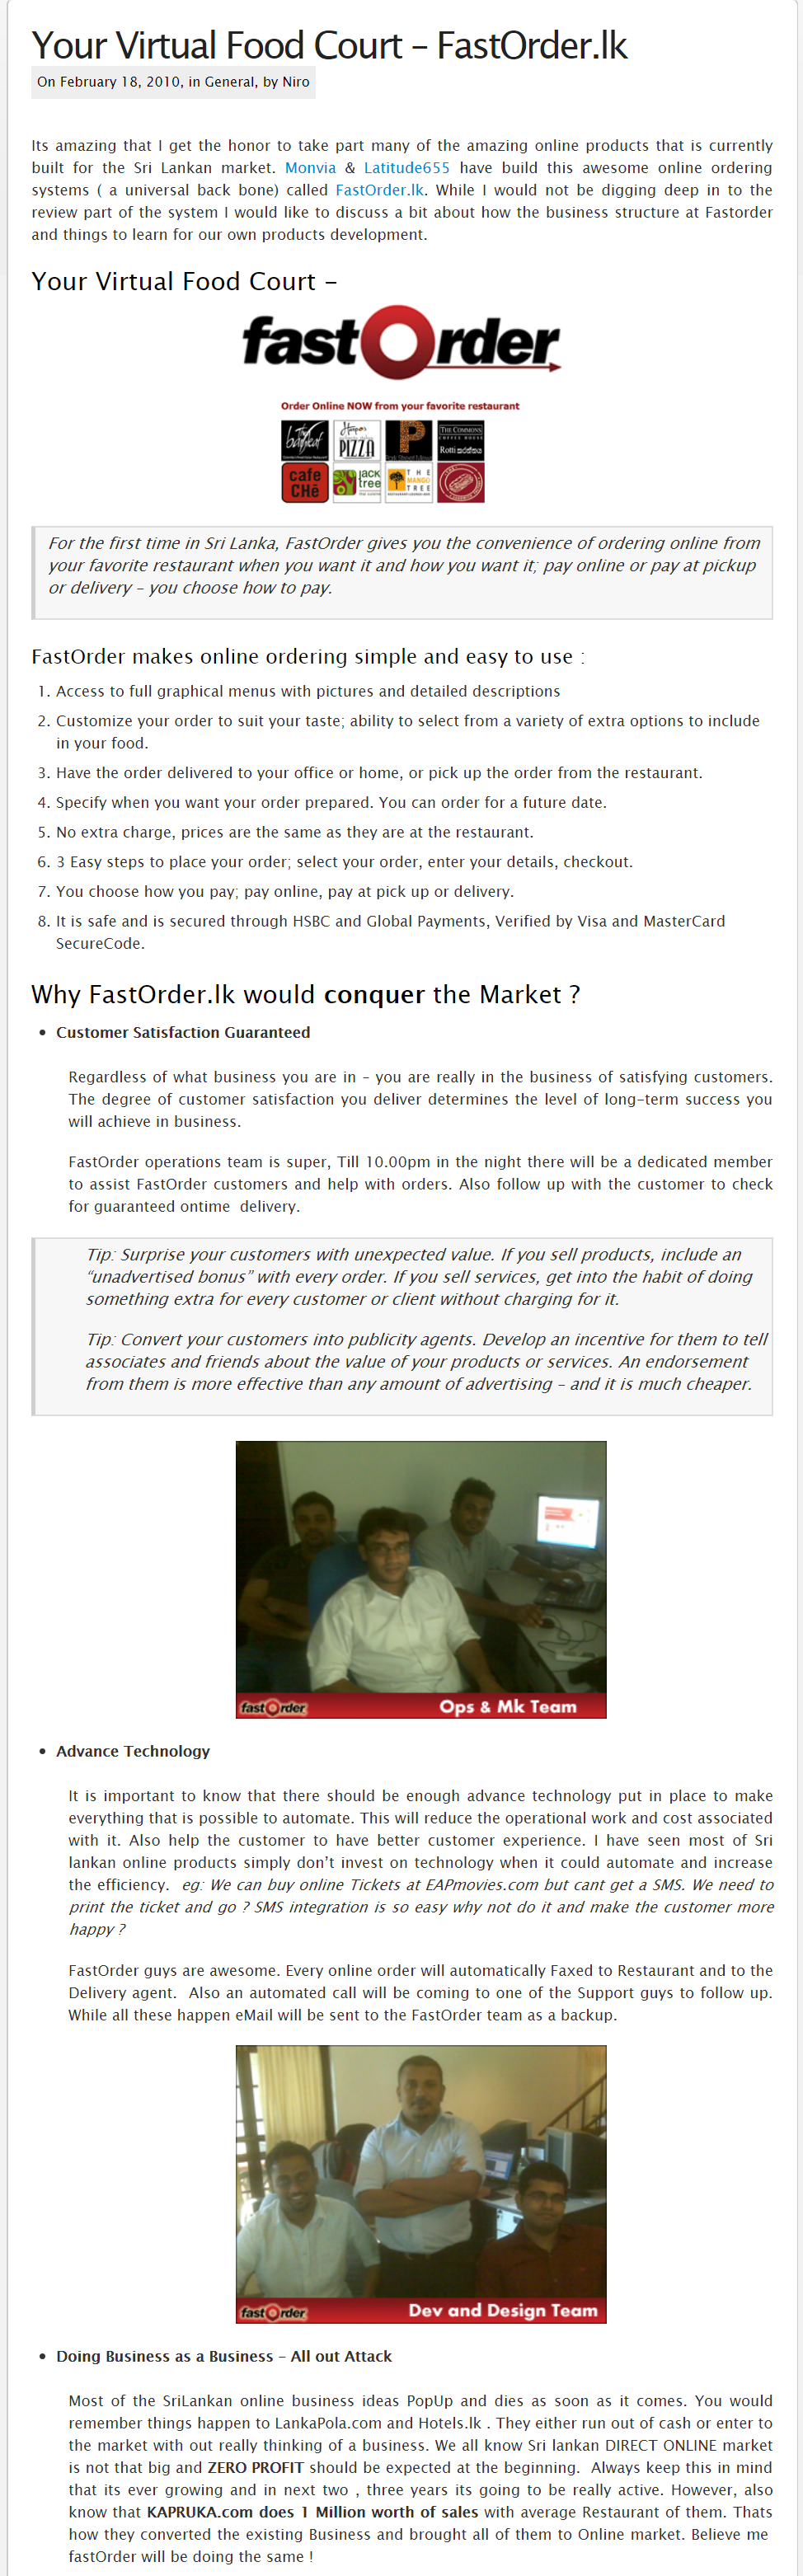 Your Virtual Food Court – FastOrder.lk
On February 18, 2010, in General, by Niro
Its amazing that I get the honor to take part many of the amazing online products that is currently
built for the Sri Lankan market. Monvia & Latitude655 have build this awesome online ordering
systems ( a universal back bone) called FastOrder.lk. While I would not be digging deep in to the
review part of the system I would like to discuss a bit about how the business structure at Fastorder
and things to learn for our own products development.
Your Virtual Food Court –
fastOrder
Order Online NOW from your favorite restaurant
The bayleaf
Harpo's PIZZA
P Park Street Mews
THE COMMONS COFFEE HOUSE Rotti කරත්තය
cafe CHe
jack tree
THE MANGO TREE
For the first time in Sri Lanka, FastOrder gives you the convenience of ordering online from
your favorite restaurant when you want it and how you want it; pay online or pay at pickup
or delivery – you choose how to pay.
FastOrder makes online ordering simple and easy to use :
1. Access to full graphical menus with pictures and detailed descriptions
2. Customize your order to suit your taste; ability to select from a variety of extra options to include
in your food.
3. Have the order delivered to your office or home, or pick up the order from the restaurant.
4. Specify when you want your order prepared. You can order for a future date.
5. No extra charge, prices are the same as they are at the restaurant.
6. 3 Easy steps to place your order; select your order, enter your details, checkout.
7. You choose how you pay; pay online, pay at pick up or delivery.
8. It is safe and is secured through HSBC and Global Payments, Verified by Visa and MasterCard
SecureCode.
Why FastOrder.lk would conquer the Market ?
• Customer Satisfaction Guaranteed
Regardless of what business you are in – you are really in the business of satisfying customers.
The degree of customer satisfaction you deliver determines the level of long-term success you
will achieve in business.
FastOrder operations team is super, Till 10.00pm in the night there will be a dedicated member
to assist FastOrder customers and help with orders. Also follow up with the customer to check
for guaranteed ontime delivery.
Tip: Surprise your customers with unexpected value. If you sell products, include an
“unadvertised bonus” with every order. If you sell services, get into the habit of doing
something extra for every customer or client without charging for it.
Tip: Convert your customers into publicity agents. Develop an incentive for them to tell
associates and friends about the value of your products or services. An endorsement
from them is more effective than any amount of advertising – and it is much cheaper.
fastOrder Ops & Mk Team
• Advance Technology
It is important to know that there should be enough advance technology put in place to make
everything that is possible to automate. This will reduce the operational work and cost associated
with it. Also help the customer to have better customer experience. I have seen most of Sri
lankan online products simply don’t invest on technology when it could automate and increase
the efficiency. eg: We can buy online Tickets at EAPmovies.com but cant get a SMS. We need to
print the ticket and go ? SMS integration is so easy why not do it and make the customer more
happy ?
FastOrder guys are awesome. Every online order will automatically Faxed to Restaurant and to the
Delivery agent. Also an automated call will be coming to one of the Support guys to follow up.
While all these happen eMail will be sent to the FastOrder team as a backup.
fastOrder Dev and Design Team
• Doing Business as a Business – All out Attack
Most of the SriLankan online business ideas PopUp and dies as soon as it comes. You would
remember things happen to LankaPola.com and Hotels.lk . They either run out of cash or enter to
the market with out really thinking of a business. We all know Sri lankan DIRECT ONLINE market
is not that big and ZERO PROFIT should be expected at the beginning. Always keep this in mind
that its ever growing and in next two , three years its going to be really active. However, also
know that KAPRUKA.com does 1 Million worth of sales with average Restaurant of them. Thats
how they converted the existing Business and brought all of them to Online market. Believe me
fastOrder will be doing the same !